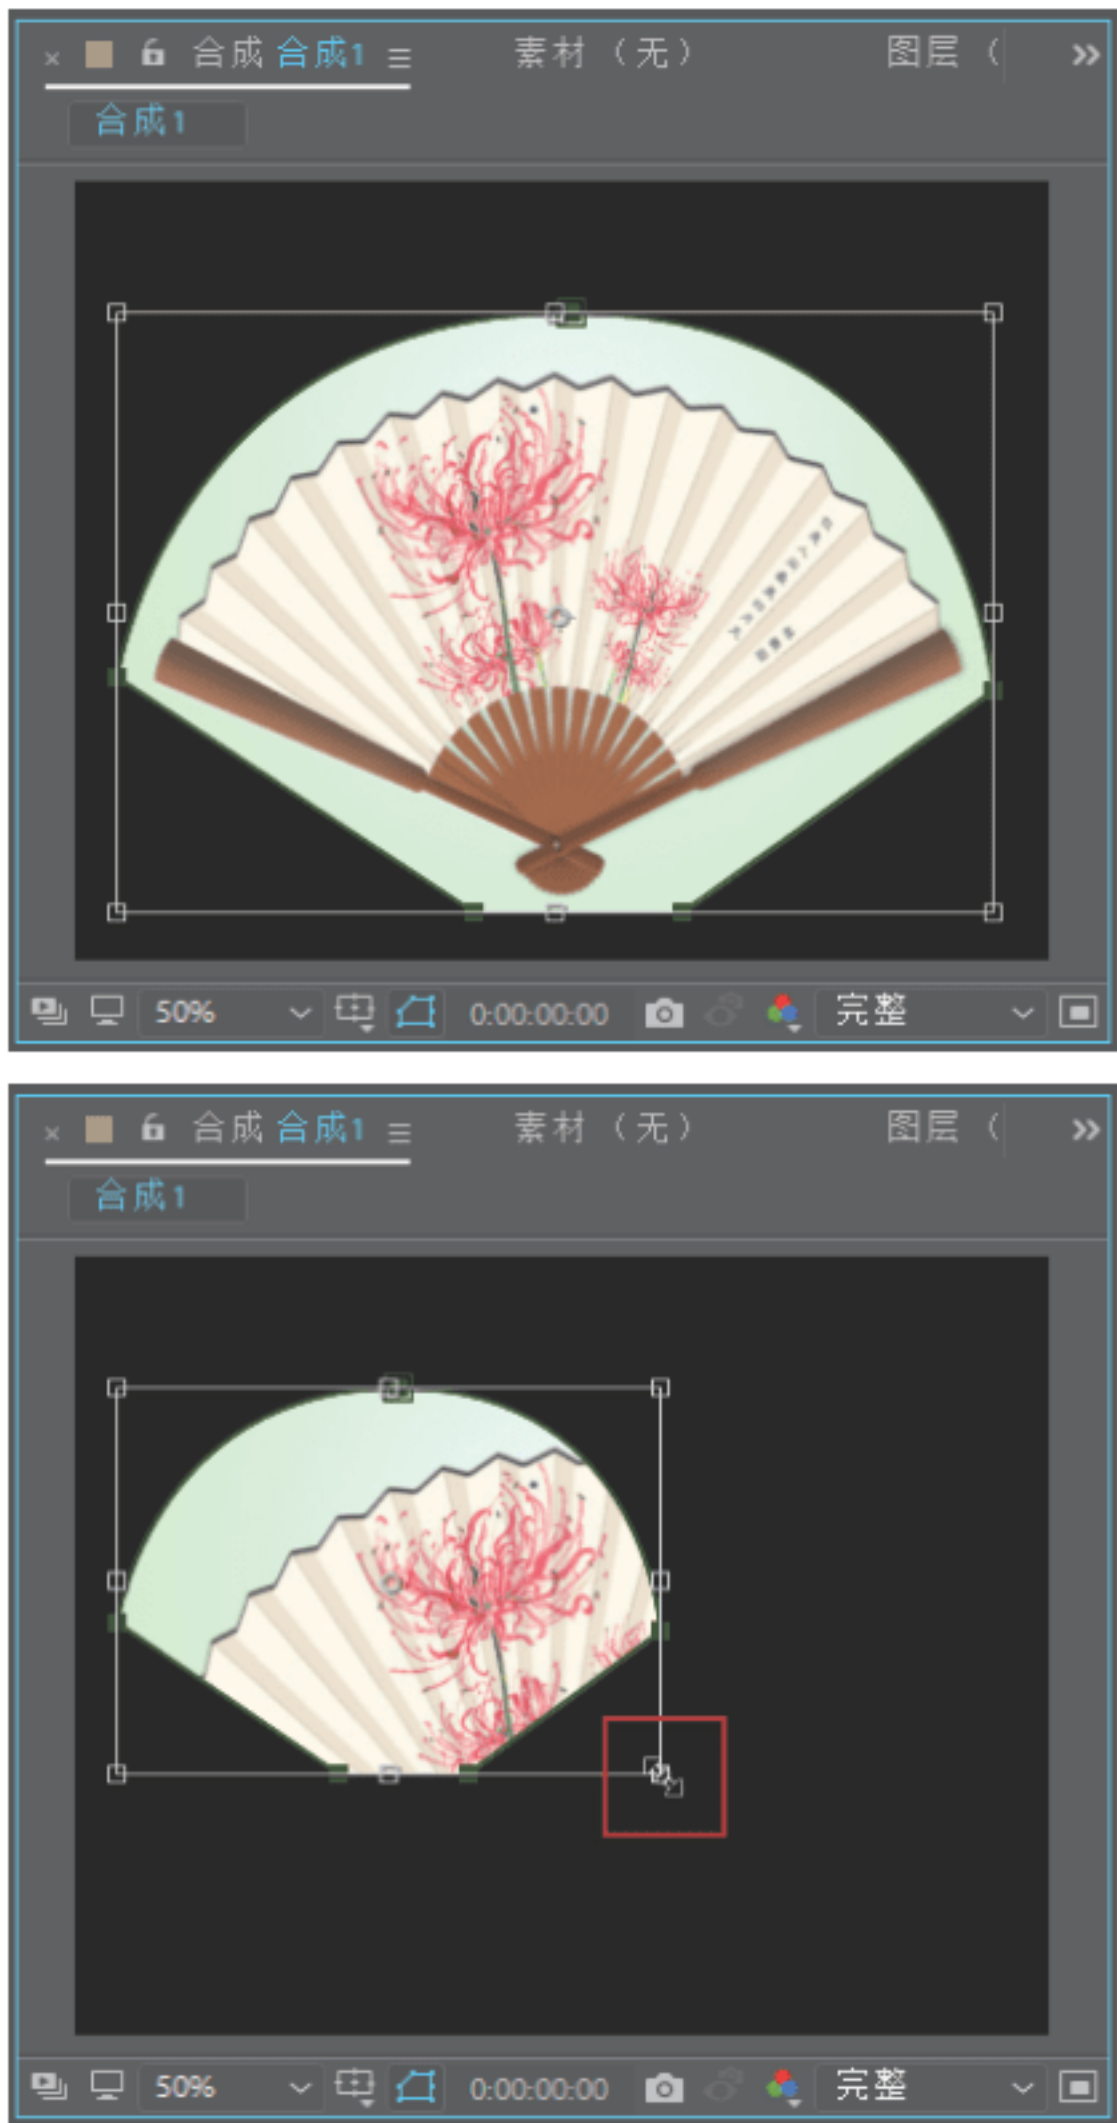 × 合成 合成1 ≡ 素材（无） 图层（ »
合成1
50% 0:00:00:00 完整
× 合成 合成1 ≡ 素材（无） 图层（ »
合成1
50% 0:00:00:00 完整